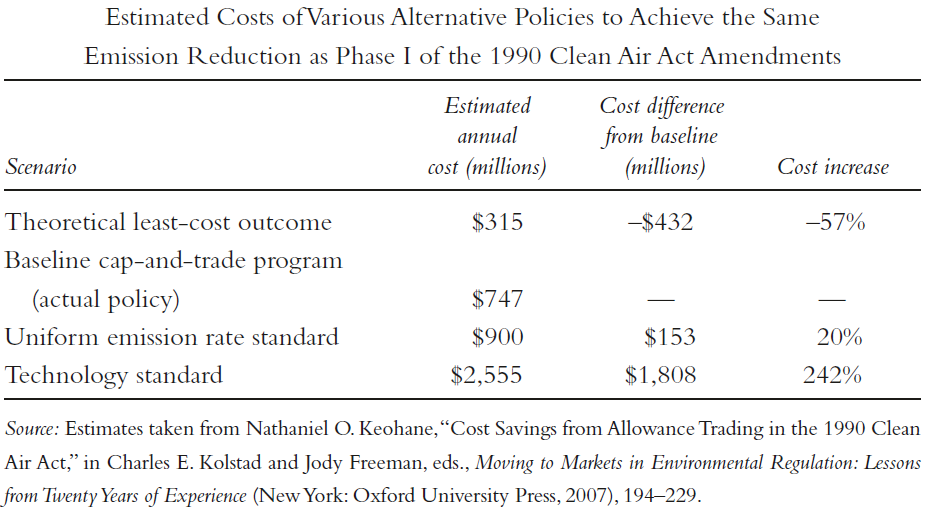 Estimated Costs of Various Alternative Policies to Achieve the Same
Emission Reduction as Phase I of the 1990 Clean Air Act Amendments
Estimated Cost difference
annual from baseline
Scenario cost (millions) (millions) Cost increase
Theoretical least-cost outcome $315 –$432 –57%
Baseline cap-and-trade program
(actual policy) $747 — —
Uniform emission rate standard $900 $153 20%
Technology standard $2,555 $1,808 242%
Source: Estimates taken from Nathaniel O. Keohane, “Cost Savings from Allowance Trading in the 1990 Clean
Air Act,” in Charles E. Kolstad and Jody Freeman, eds., Moving to Markets in Environmental Regulation: Lessons
from Twenty Years of Experience (New York: Oxford University Press, 2007), 194–229.